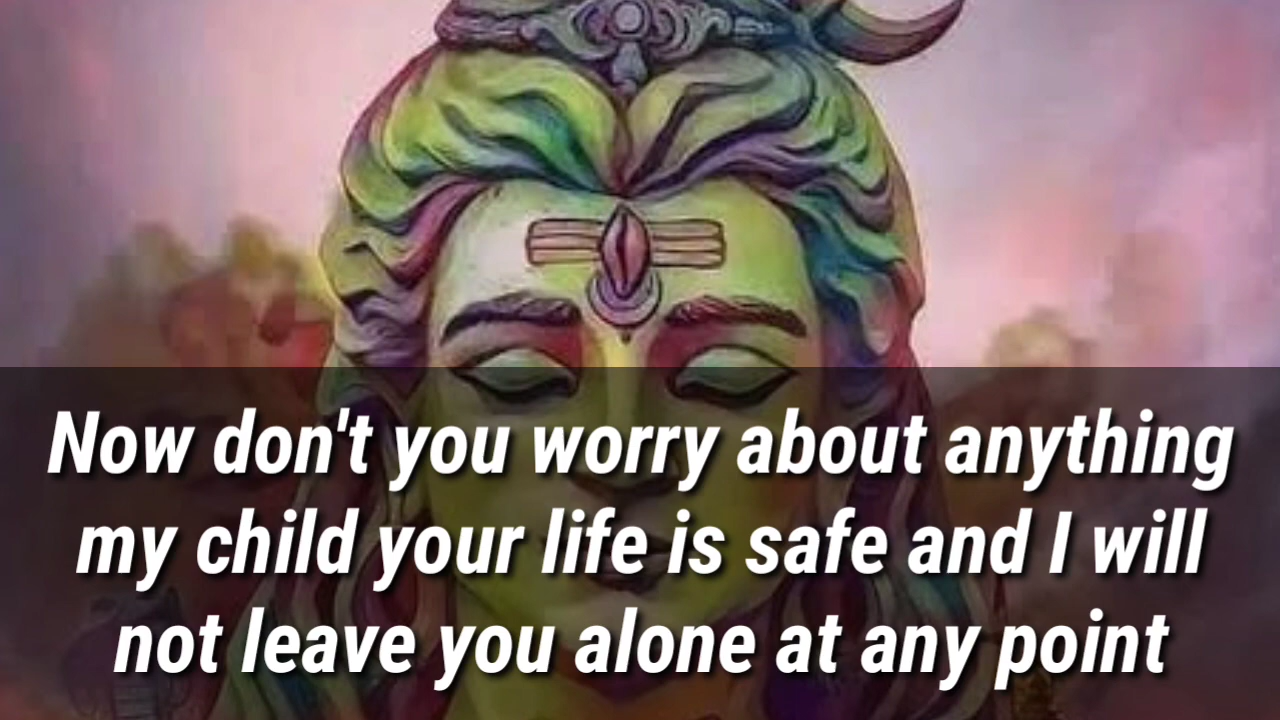 Now don't you worry about anything
my child your life is safe and I will
not leave you alone at any point